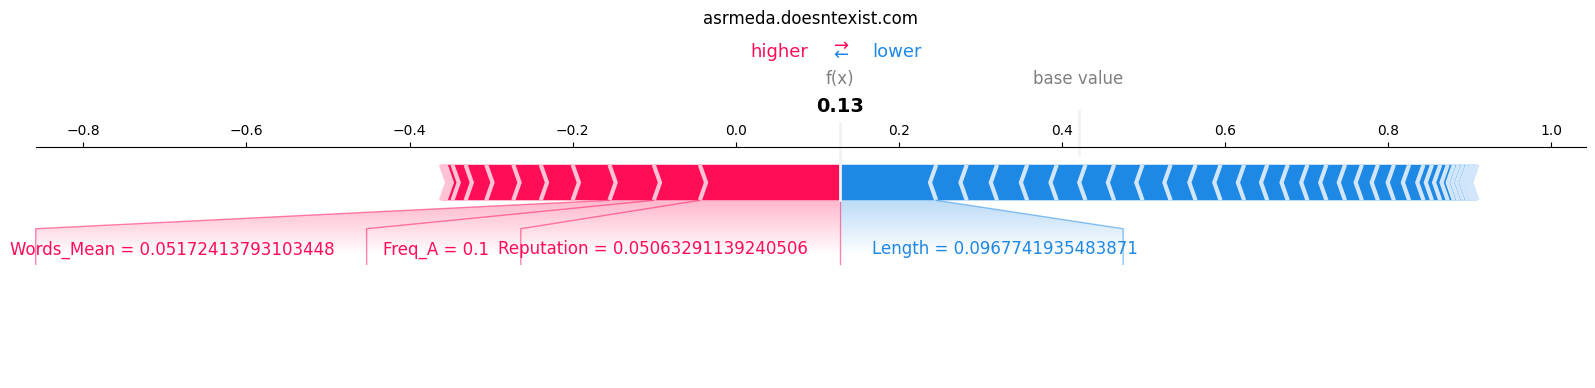 asrmeda.doesntexist.com
higher ⇄ lower
f(x) base value
0.13
−0.8 −0.6 −0.4 −0.2 0.0 0.2 0.4 0.6 0.8 1.0
Words_Mean = 0.05172413793103448 Freq_A = 0.1 Reputation = 0.05063291139240506 Length = 0.0967741935483871